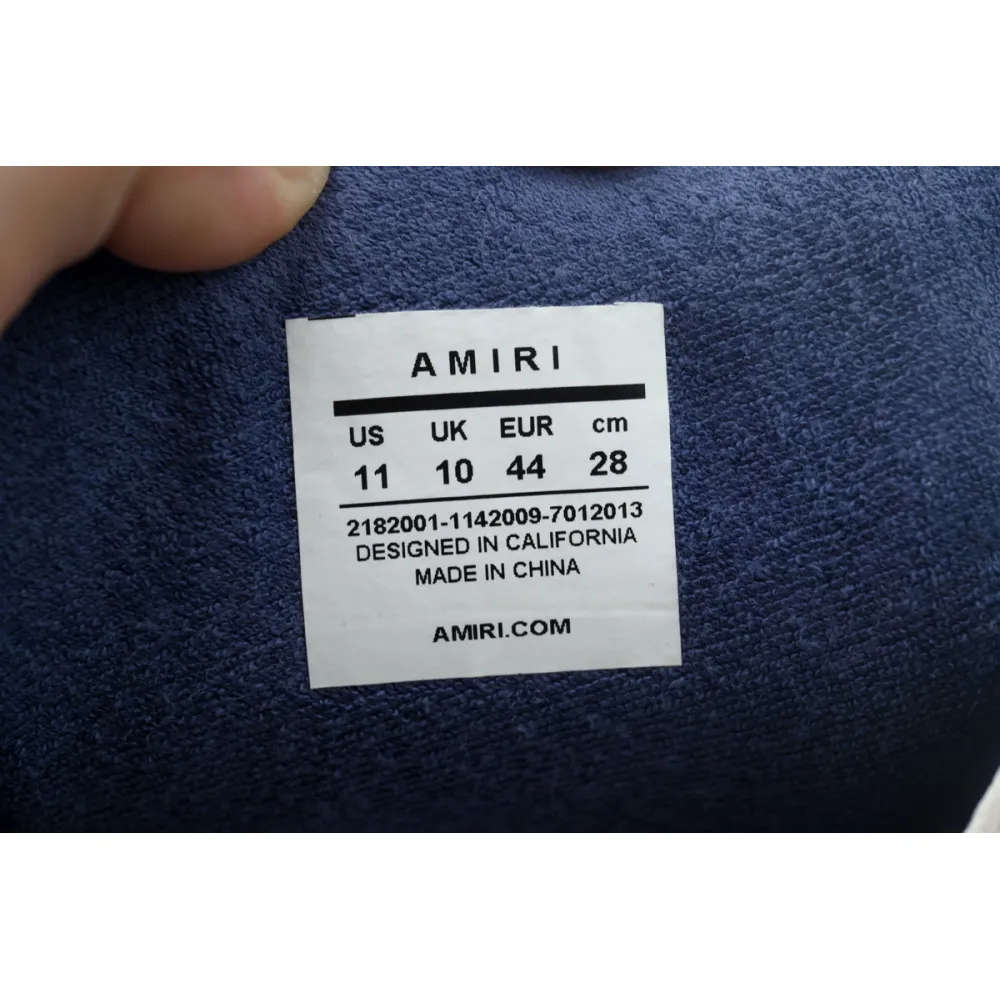 AMIRI
US UK EUR cm
11 10 44 28
2182001-1142009-7012013
DESIGNED IN CALIFORNIA
MADE IN CHINA
AMIRI.COM